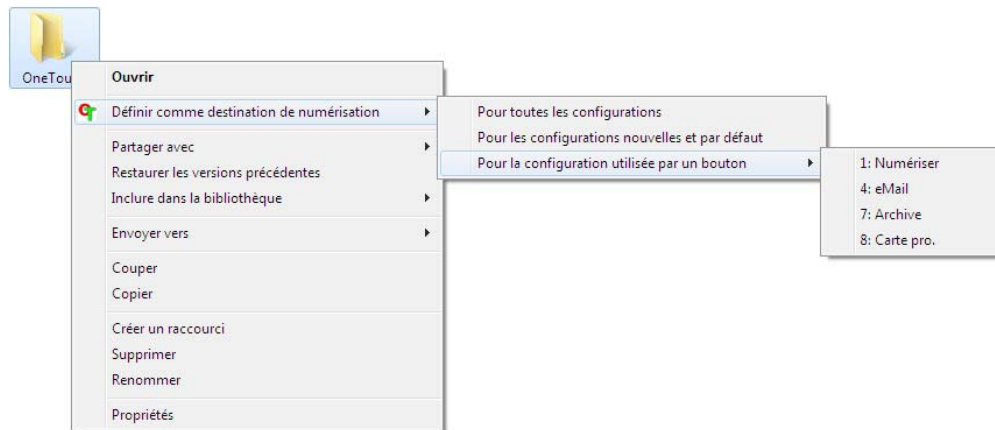 OneTou
Ouvrir
Définir comme destination de numérisation
Partager avec
Restaurer les versions précédentes
Inclure dans la bibliothèque
Envoyer vers
Couper
Copier
Créer un raccourci
Supprimer
Renommer
Propriétés
Pour toutes les configurations
Pour les configurations nouvelles et par défaut
Pour la configuration utilisée par un bouton
1: Numériser
4: eMail
7: Archive
8: Carte pro.